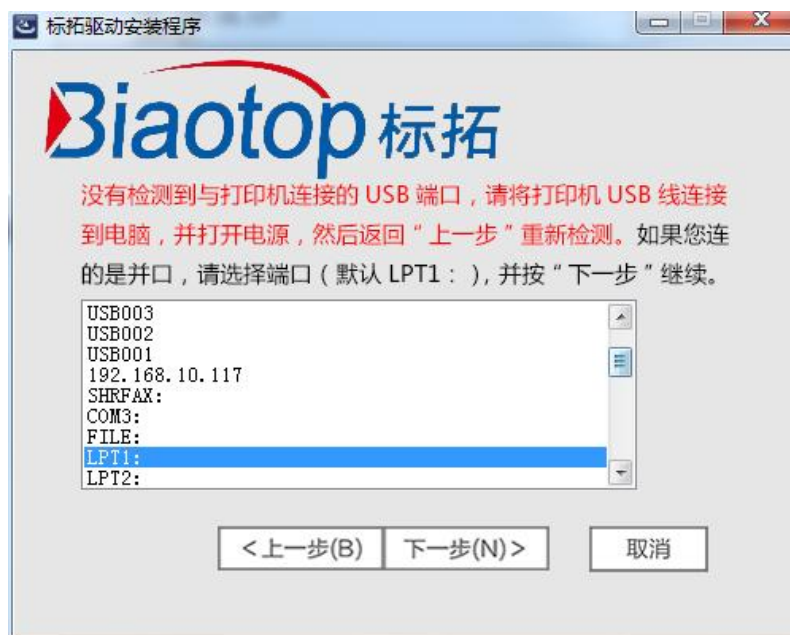 标拓驱动安装程序
Biaotop 标拓
没有检测到与打印机连接的 USB 端口，请将打印机 USB 线连接
到电脑，并打开电源，然后返回“上一步”重新检测。如果您连
的是并口，请选择端口（默认 LPT1：），并按“下一步”继续。
USB003
USB002
USB001
192.168.10.117
SHRFAX:
COM3:
FILE:
LPT1:
LPT2:
<上一步(B) 下一步(N)> 取消